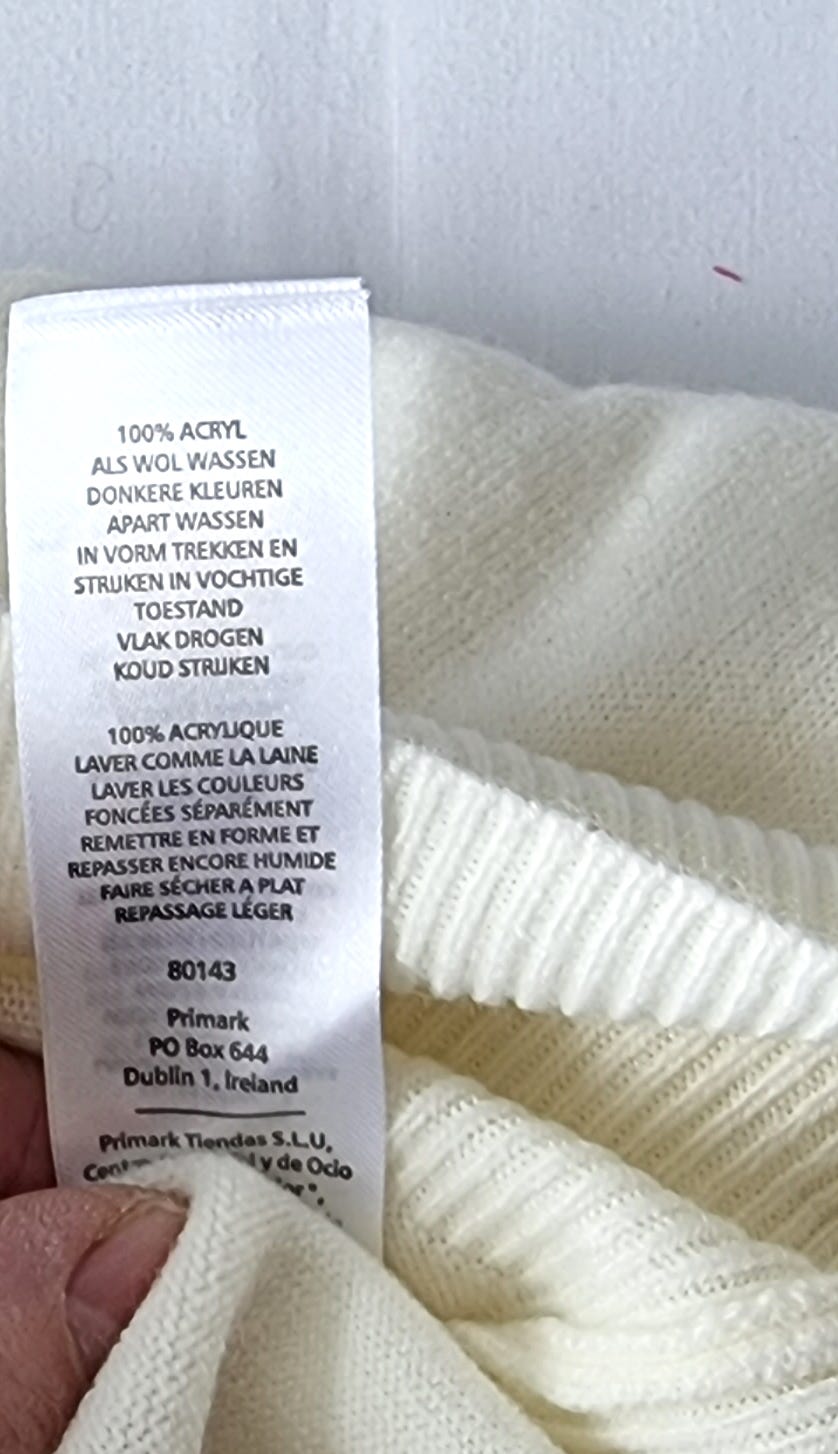 100% ACRYL
ALS WOL WASSEN
DONKERE KLEUREN
APART WASSEN
IN VORM TREKKEN EN
STRIJKEN IN VOCHTIGE
TOESTAND
VLAK DROGEN
KOUD STRIJKEN
100% ACRYLIQUE
LAVER COMME LA LAINE
LAVER LES COULEURS
FONCÉES SÉPARÉMENT
REMETTRE EN FORME ET
REPASSER ENCORE HUMIDE
FAIRE SÉCHER A PLAT
REPASSAGE LÉGER
80143
Primark
PO Box 644
Dublin 1, Ireland
Primark Tiendas S.L.U,
y de Ocio